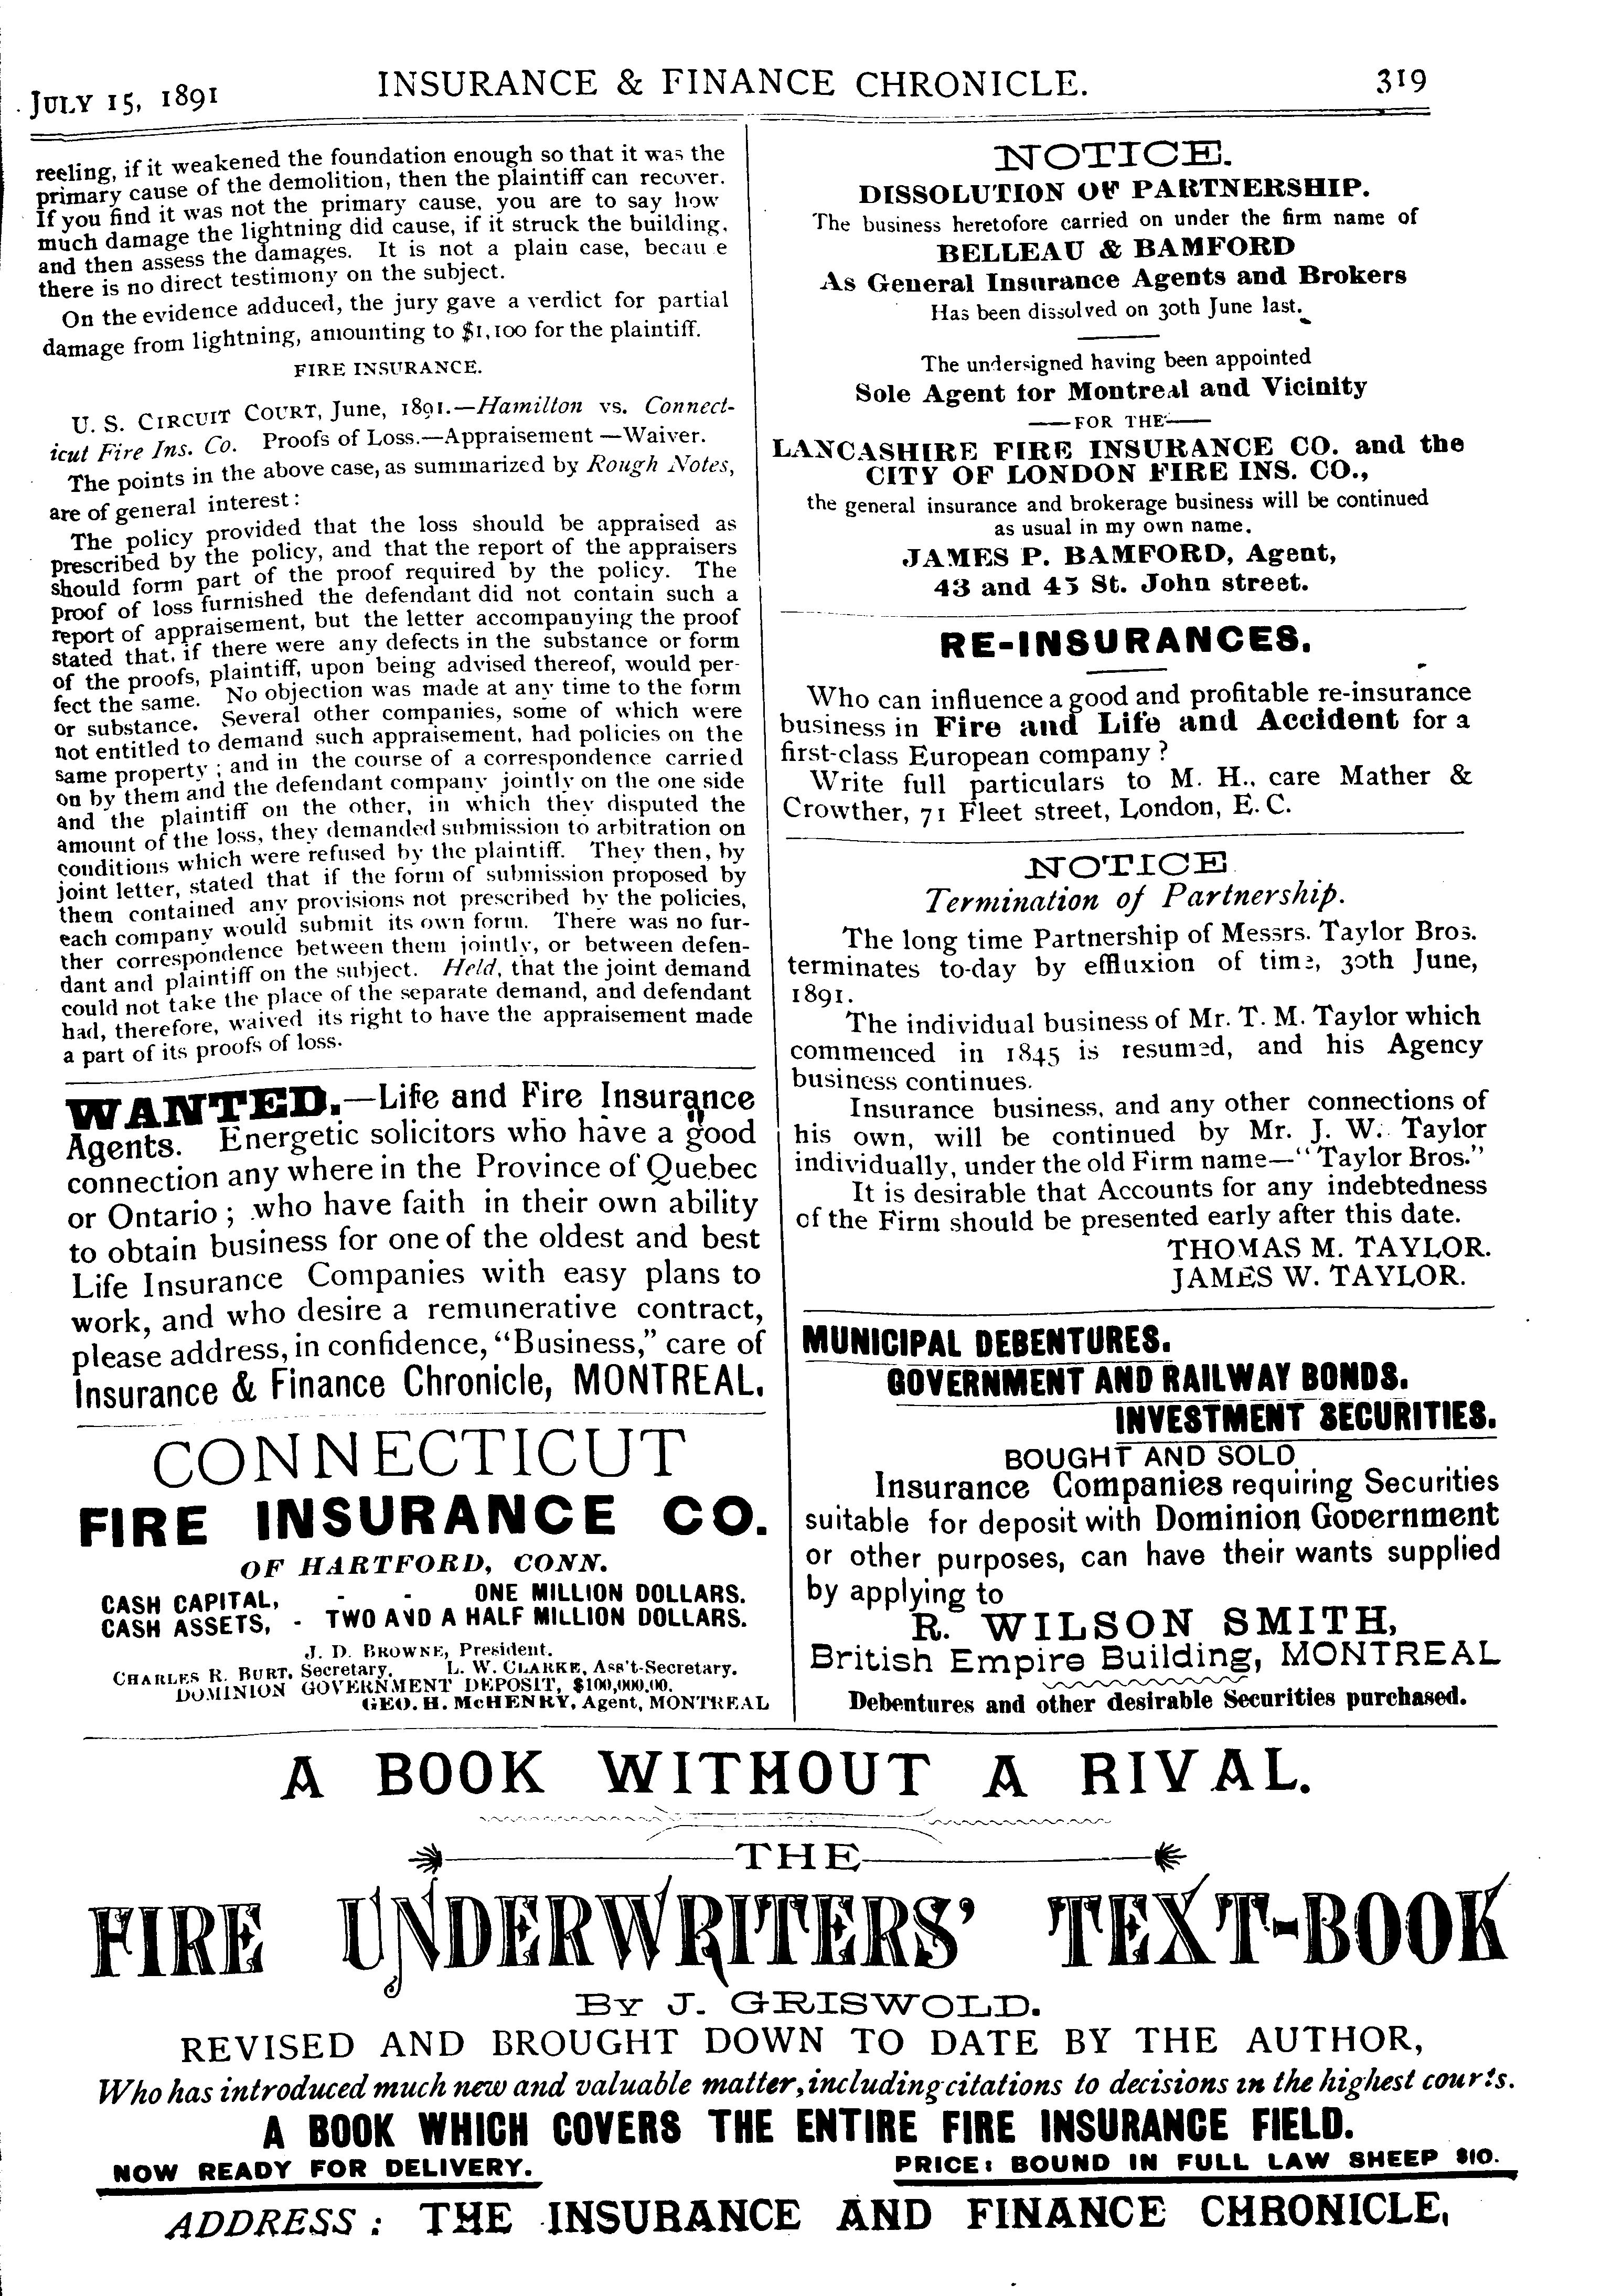 JULY 15, 1891
INSURANCE & FINANCE CHRONICLE.
319
reeling, if it weakened the foundation enough so that it was the
primary cause of the demolition, then the plaintiff can recover.
If you find it was not the primary cause, you are to say how
much damage the lightning did cause, if it struck the building,
and then assess the damages. It is not a plain case, becau e
there is no direct testimony on the subject.
On the evidence adduced, the jury gave a verdict for partial
damage from lightning, amounting to $1,100 for the plaintiff.
FIRE INSURANCE.
U. S. CIRCUIT COURT, June, 1891.—Hamilton vs. Connect-
icut Fire Ins. Co. Proofs of Loss.—Appraisement—Waiver.
The points in the above case, as summarized by Rough Notes,
are of general interest:
The policy provided that the loss should be appraised as
prescribed by the policy, and that the report of the appraisers
should form part of the proof required by the policy. The
proof of loss furnished the defendant did not contain such a
report of appraisement, but the letter accompanying the proof
stated that, if there were any defects in the substance or form
of the proofs, plaintiff, upon being advised thereof, would per-
fect the same. No objection was made at any time to the form
or substance. Several other companies, some of which were
not entitled to demand such appraisement, had policies on the
same property; and in the course of a correspondence carried
on by them and the defendant company jointly on the one side
and the plaintiff on the other, in which they disputed the
amount of the loss, they demanded submission to arbitration on
conditions which were refused by the plaintiff. They then, by
joint letter, stated that if the form of submission proposed by
them contained any provisions not prescribed by the policies,
each company would submit its own form. There was no fur-
ther correspondence between them jointly, or between defen-
dant and plaintiff on the subject. Held, that the joint demand
could not take the place of the separate demand, and defendant
had, therefore, waived its right to have the appraisement made
a part of its proofs of loss.
WANTED.—Life and Fire Insurance
Agents. Energetic solicitors who have a good
connection any where in the Province of Quebec
or Ontario; who have faith in their own ability
to obtain business for one of the oldest and best
Life Insurance Companies with easy plans to
work, and who desire a remunerative contract,
please address, in confidence, "Business," care of
Insurance & Finance Chronicle, MONTREAL.
CONNECTICUT
FIRE INSURANCE CO.
OF HARTFORD, CONN.
CASH CAPITAL, - - ONE MILLION DOLLARS.
CASH ASSETS, - TWO AND A HALF MILLION DOLLARS.
J. D. BROWNE, President.
CHARLES R. BURT, Secretary. L. W. CLARKE, Ass't-Secretary.
DOMINION GOVERNMENT DEPOSIT, $100,000.00.
GEO. H. McHENRY, Agent, MONTREAL
NOTICE.
DISSOLUTION OF PARTNERSHIP.
The business heretofore carried on under the firm name of
BELLEAU & BAMFORD
As General Insurance Agents and Brokers
Has been dissolved on 30th June last.
The undersigned having been appointed
Sole Agent for Montreal and Vicinity
—FOR THE—
LANCASHIRE FIRE INSURANCE CO. and the
CITY OF LONDON FIRE INS. CO.,
the general insurance and brokerage business will be continued
as usual in my own name.
JAMES P. BAMFORD, Agent,
43 and 45 St. John street.
RE-INSURANCES.
Who can influence a good and profitable re-insurance
business in Fire and Life and Accident for a
first-class European company?
Write full particulars to M. H., care Mather &
Crowther, 71 Fleet street, London, E. C.
NOTICE
Termination of Partnership.
The long time Partnership of Messrs. Taylor Bros.
terminates to-day by effluxion of time, 30th June,
1891.
The individual business of Mr. T. M. Taylor which
commenced in 1845 is resumed, and his Agency
business continues.
Insurance business, and any other connections of
his own, will be continued by Mr. J. W. Taylor
individually, under the old Firm name—"Taylor Bros."
It is desirable that Accounts for any indebtedness
of the Firm should be presented early after this date.
THOMAS M. TAYLOR.
JAMES W. TAYLOR.
MUNICIPAL DEBENTURES.
GOVERNMENT AND RAILWAY BONDS.
INVESTMENT SECURITIES.
BOUGHT AND SOLD
Insurance Companies requiring Securities
suitable for deposit with Dominion Government
or other purposes, can have their wants supplied
by applying to
R. WILSON SMITH,
British Empire Building, MONTREAL
Debentures and other desirable Securities purchased.
A BOOK WITHOUT A RIVAL.
THE
FIRE UNDERWRITERS' TEXT-BOOK
BY J. GRISWOLD.
REVISED AND BROUGHT DOWN TO DATE BY THE AUTHOR,
Who has introduced much new and valuable matter, including citations to decisions in the highest courts.
A BOOK WHICH COVERS THE ENTIRE FIRE INSURANCE FIELD.
NOW READY FOR DELIVERY.
PRICE: BOUND IN FULL LAW SHEEP $10.
ADDRESS: THE INSURANCE AND FINANCE CHRONICLE,